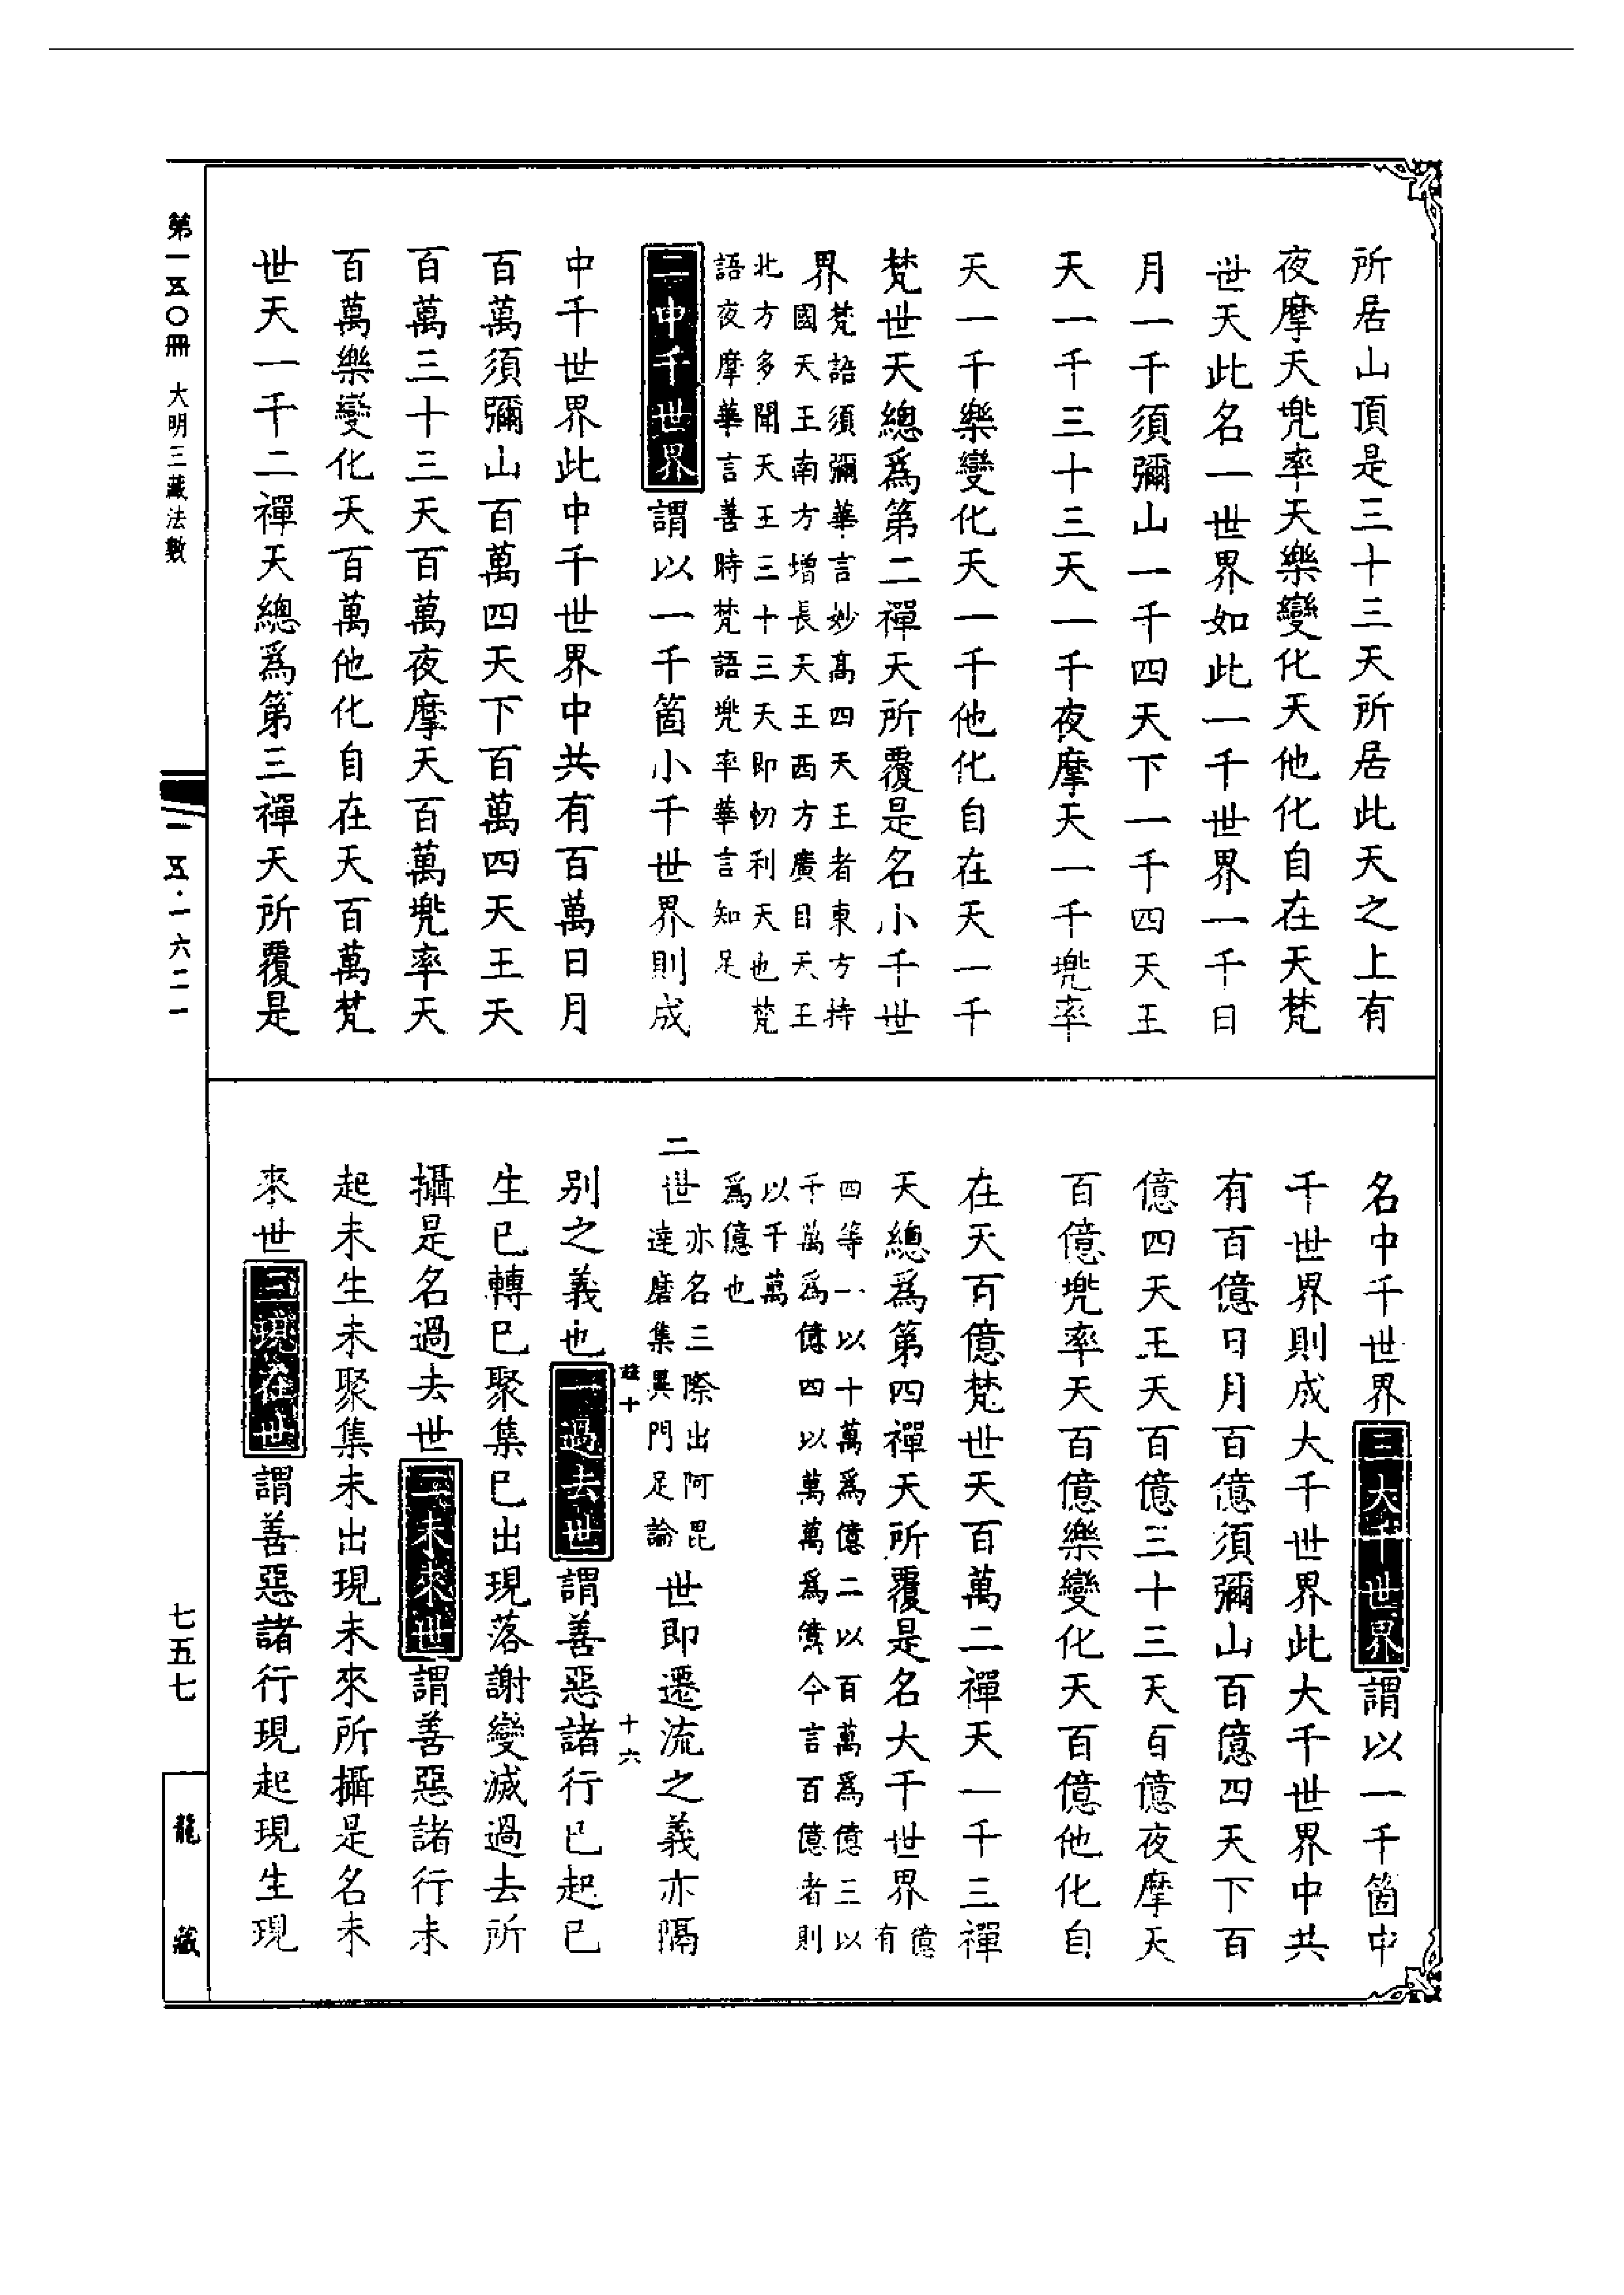 所居山頂是三十三天所居此天之上有
夜摩天兠率天樂變化天他化自在天梵
世天此名一世界如此一千世界一千日
月一千須彌山一千四天下一千四天王
天一千三十三天一千夜摩天一千兠率
天一千樂變化天一千他化自在天一千
梵世天總爲第二禪天所覆是名小千世
界
梵語須彌華言妙高四天王者東方持
國天王南方增長天王西方廣目天王
北方多聞天王三十三天即忉利天也梵
語夜摩華言善時梵語兠率華言知足
二中千世界謂以一千箇小千世界則成
中千世界此中千世界中共有百萬日月
百萬須彌山百萬四天下百萬四天王天
百萬三十三天百萬夜摩天百萬兠率天
百萬樂變化天百萬他化自在天百萬梵
世天一千二禪天總爲第三禪天所覆是
名中千世界三大千世界謂以一千箇中
千世界則成大千世界此大千世界中共
有百億日月百億須彌山百億四天下百
億四天王天百億三十三天百億夜摩天
百億兠率天百億樂變化天百億他化自
在天百億梵世天百萬二禪天一千三禪
天總爲第四禪天所覆是名大千世界
億
有
四等一以十萬爲億二以百萬爲億三以
千萬爲億四以萬萬爲億今言百億者則
以千萬
爲億也
三世
亦名三際出阿毘
達磨集異門足論
世即遷流之義亦隔
十六
别之義也一過去世謂善惡諸行已起已
生已轉已聚集已出現落謝變滅過去所
攝是名過去世二未來世謂善惡諸行未
起未生未聚集未出現未來所攝是名未
來世三現在世謂善惡諸行現起現生現
第一五〇冊 大明三藏法數
一五·一六二一
七五七
龍藏